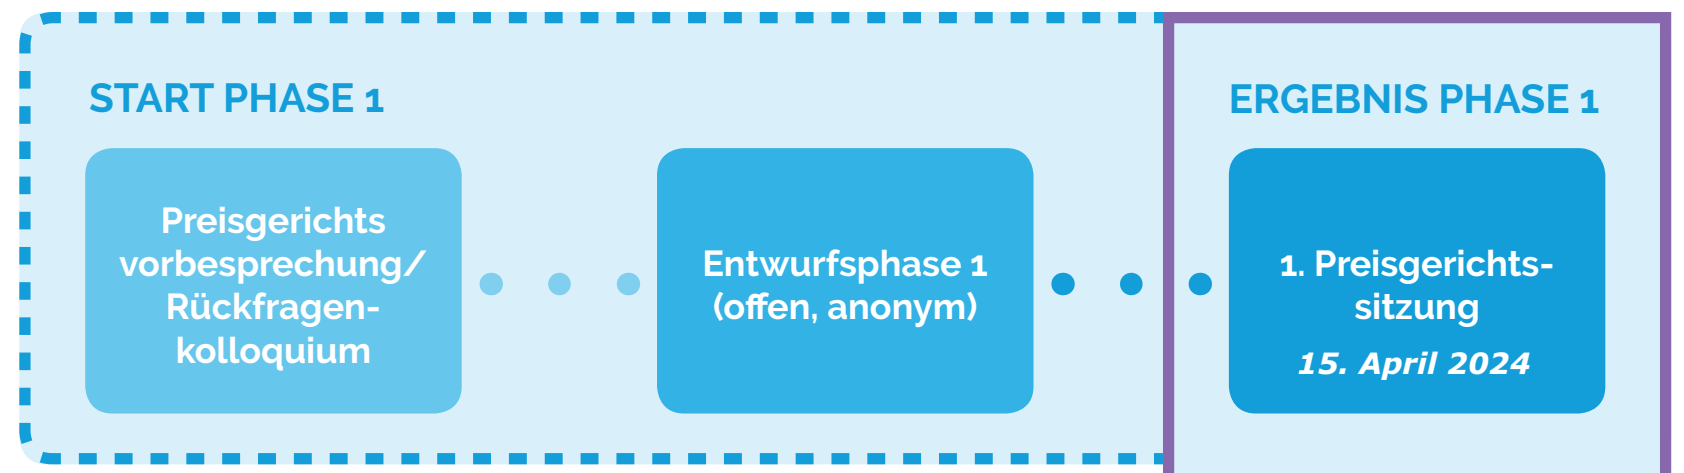 START PHASE 1
Preisgerichts
vorbesprechung/
Rückfragen-
kolloquium
Entwurfsphase 1
(offen, anonym)
ERGEBNIS PHASE 1
1. Preisgerichts-
sitzung
15. April 2024